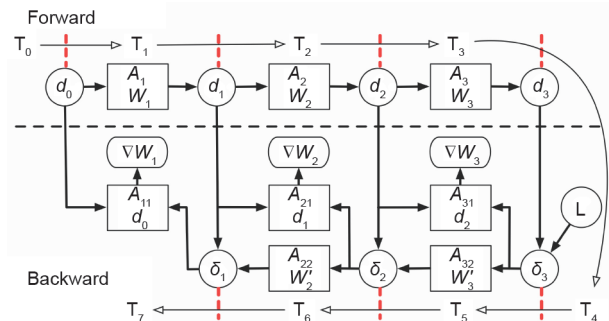 Forward
T₀ T₁ T₂ T₃
d₀ A₁ W₁ d₁ A₂ W₂ d₂ A₃ W₃ d₃
∇W₁ ∇W₂ ∇W₃
A₁₁ d₀ A₂₁ d₁ A₃₁ d₂ L
δ₁ A₂₂ W′₂ δ₂ A₃₂ W′₃ δ₃
Backward
T₇ T₆ T₅ T₄